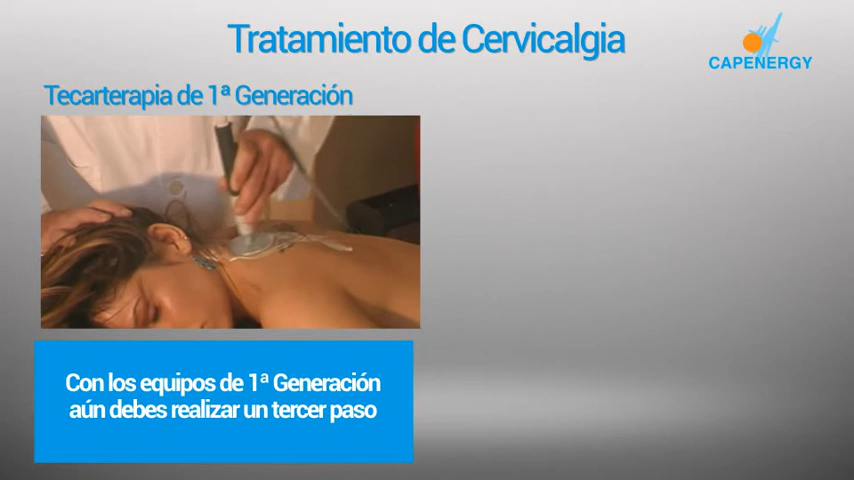 Tratamiento de Cervicalgia
CAPENERGY
Tecarterapia de 1ª Generación
Con los equipos de 1ª Generación
aún debes realizar un tercer paso